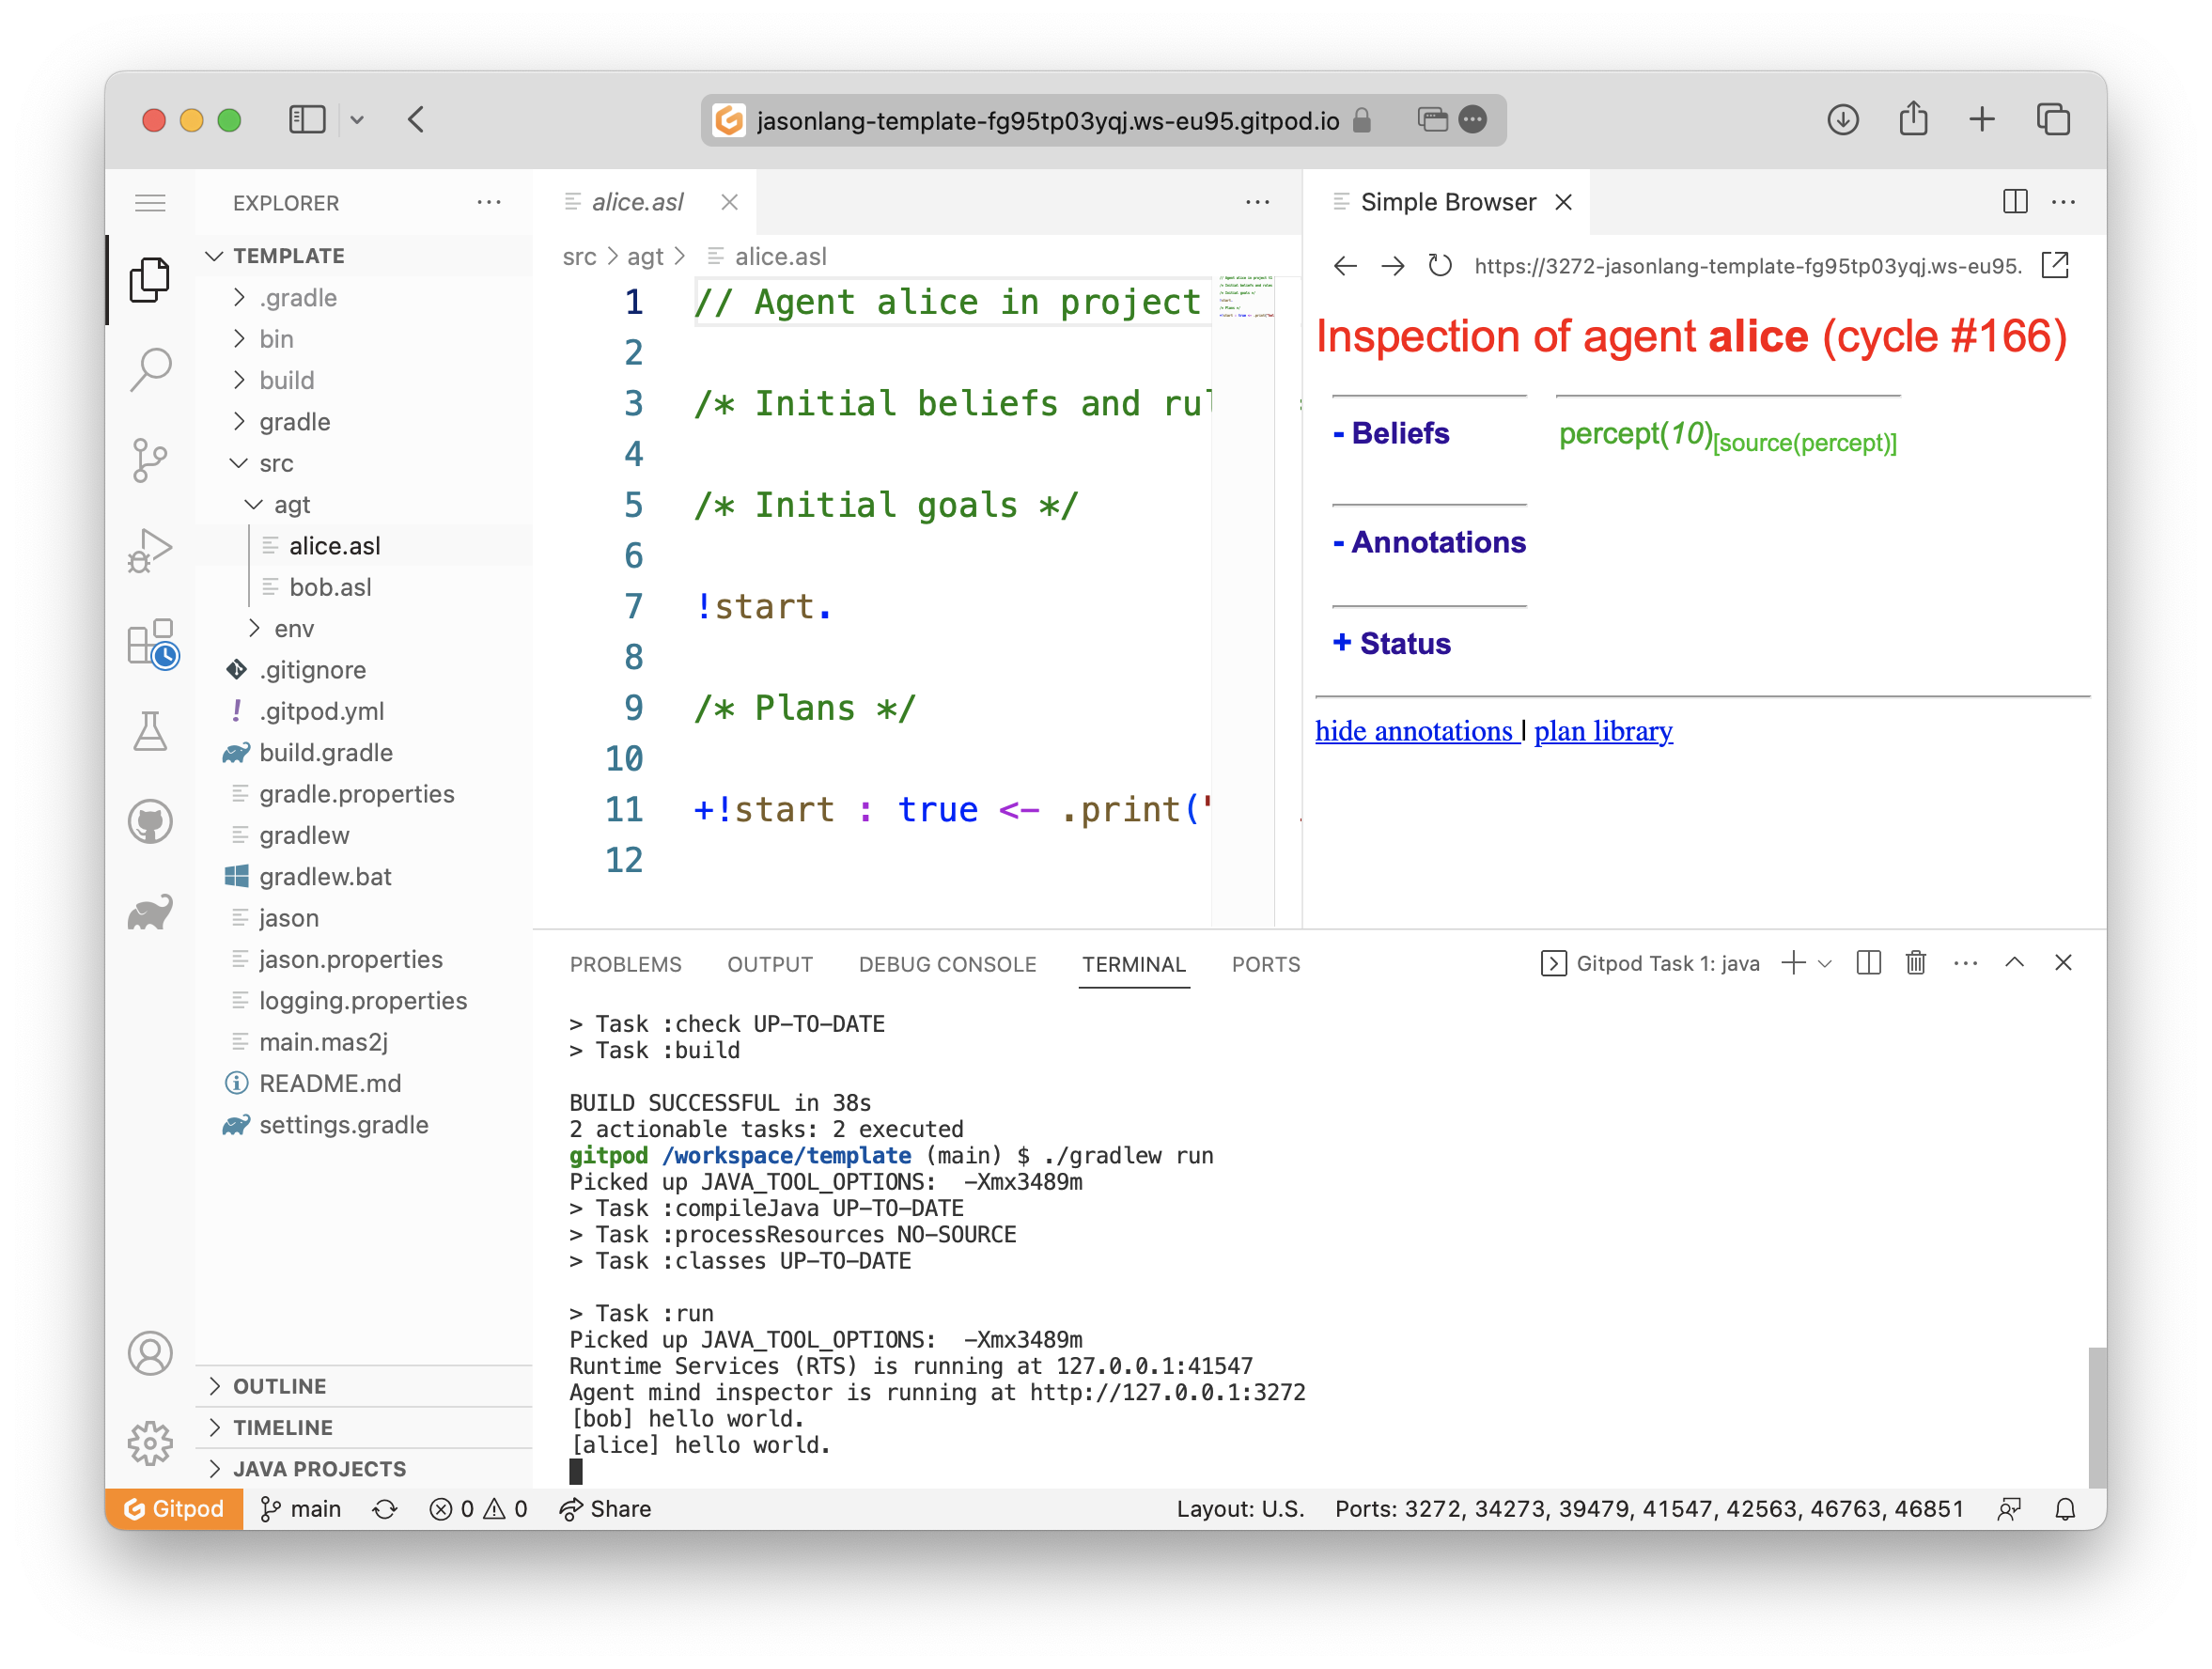 jasonlang-template-fg95tp03yqj.ws-eu95.gitpod.io
EXPLORER
TEMPLATE
.gradle
bin
build
gradle
src
agt
alice.asl
bob.asl
env
.gitignore
.gitpod.yml
build.gradle
gradle.properties
gradlew
gradlew.bat
jason
jason.properties
logging.properties
main.mas2j
README.md
settings.gradle
OUTLINE
TIMELINE
JAVA PROJECTS
alice.asl
src > agt > alice.asl
1 // Agent alice in project
2
3 /* Initial beliefs and rul
4
5 /* Initial goals */
6
7 !start.
8
9 /* Plans */
10
11 +!start : true <- .print("
12
Simple Browser
https://3272-jasonlang-template-fg95tp03yqj.ws-eu95.
Inspection of agent alice (cycle #166)
- Beliefs percept(10)[source(percept)]
- Annotations
+ Status
hide annotations | plan library
PROBLEMS OUTPUT DEBUG CONSOLE TERMINAL PORTS
Gitpod Task 1: java
> Task :check UP-TO-DATE
> Task :build
BUILD SUCCESSFUL in 38s
2 actionable tasks: 2 executed
gitpod /workspace/template (main) $ ./gradlew run
Picked up JAVA_TOOL_OPTIONS:  -Xmx3489m
> Task :compileJava UP-TO-DATE
> Task :processResources NO-SOURCE
> Task :classes UP-TO-DATE
> Task :run
Picked up JAVA_TOOL_OPTIONS:  -Xmx3489m
Runtime Services (RTS) is running at 127.0.0.1:41547
Agent mind inspector is running at http://127.0.0.1:3272
[bob] hello world.
[alice] hello world.
Gitpod main 0 0 Share Layout: U.S. Ports: 3272, 34273, 39479, 41547, 42563, 46763, 46851